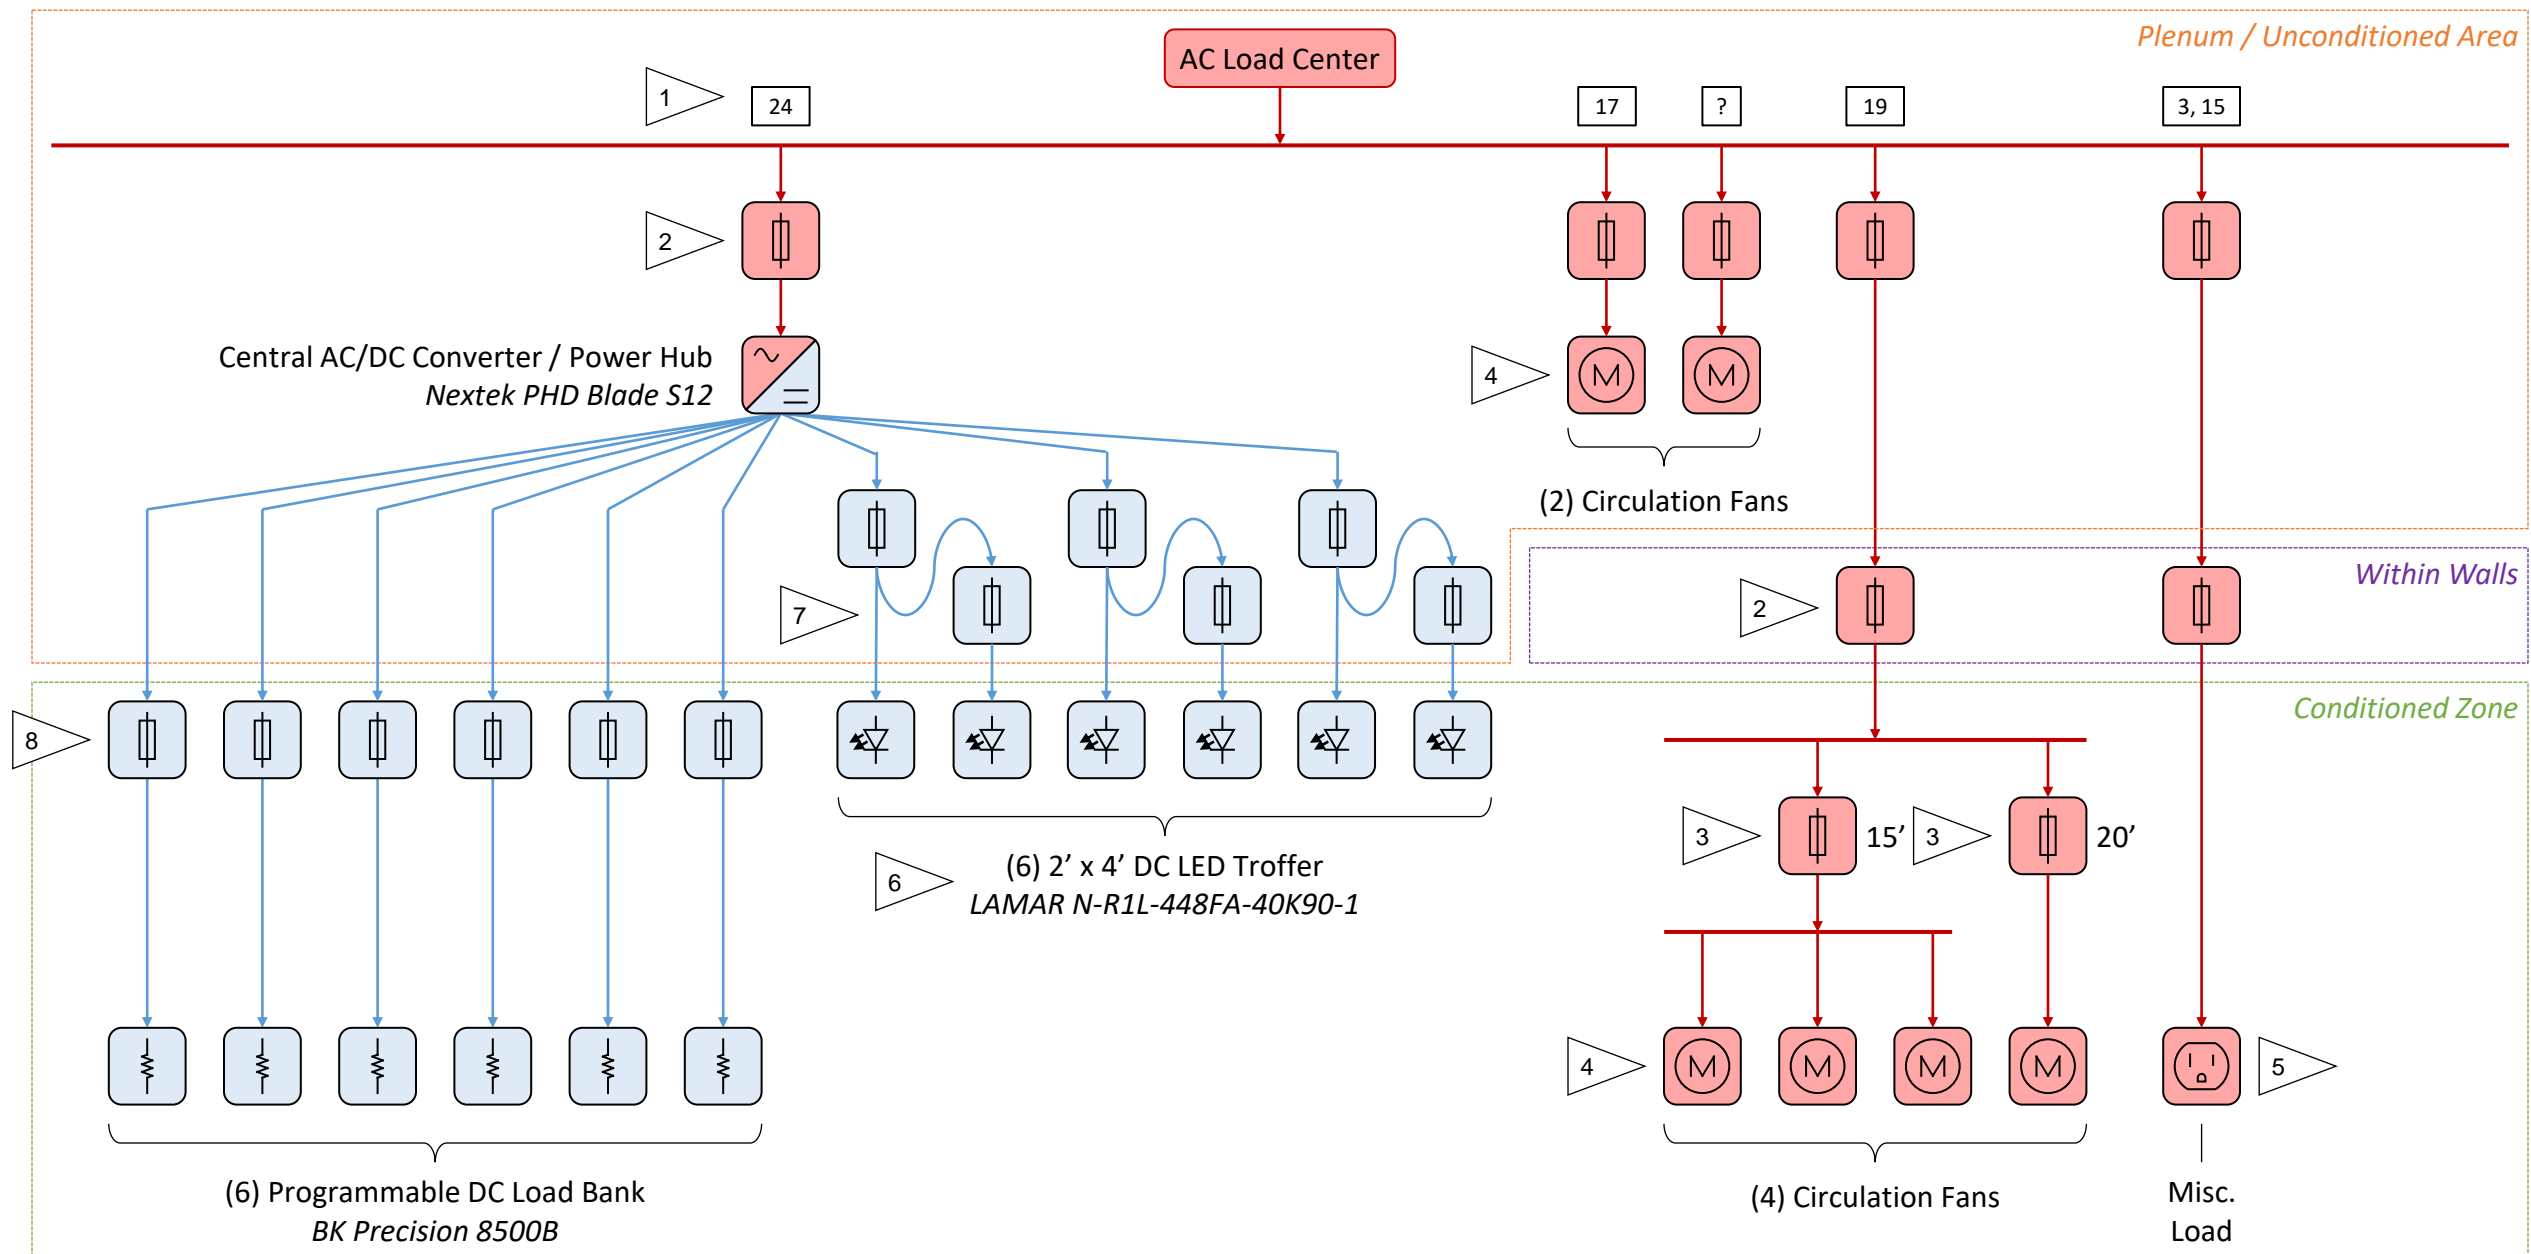 Plenum / Unconditioned Area
AC Load Center
1
24
17
?
19
3, 15
2
Central AC/DC Converter / Power Hub
Nextek PHD Blade S12
4
M
M
(2) Circulation Fans
Within Walls
7
2
Conditioned Zone
8
3
15’
3
20’
(6) 2’ x 4’ DC LED Troffer
6
LAMAR N-R1L-448FA-40K90-1
4
M
M
M
M
5
(6) Programmable DC Load Bank
BK Precision 8500B
(4) Circulation Fans
Misc.
Load